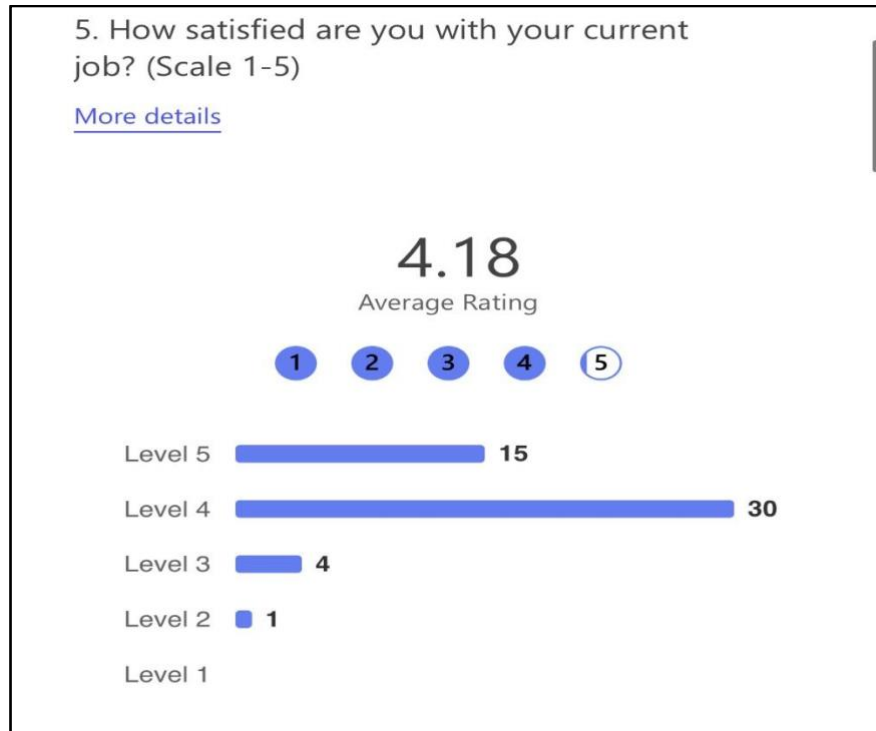 5. How satisfied are you with your current
job? (Scale 1-5)
More details
4.18
Average Rating
1 2 3 4 5
Level 5 15
Level 4 30
Level 3 4
Level 2 1
Level 1